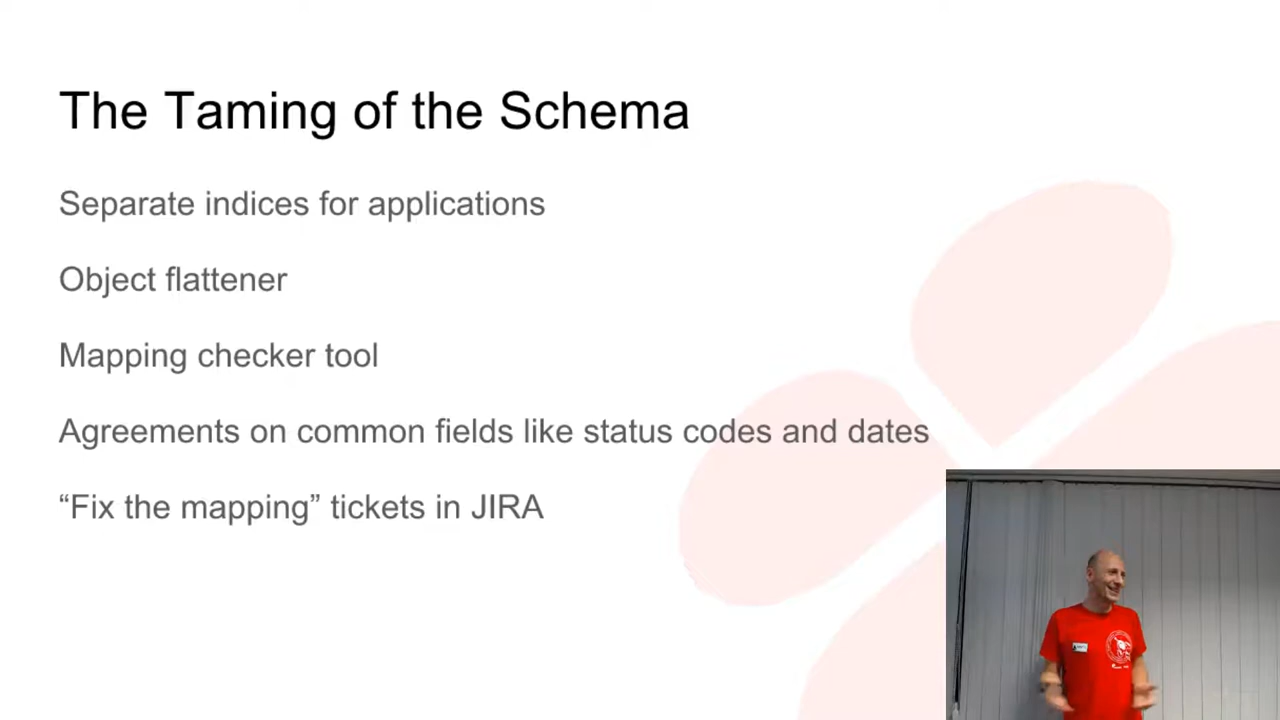 The Taming of the Schema
Separate indices for applications
Object flattener
Mapping checker tool
Agreements on common fields like status codes and dates
“Fix the mapping” tickets in JIRA